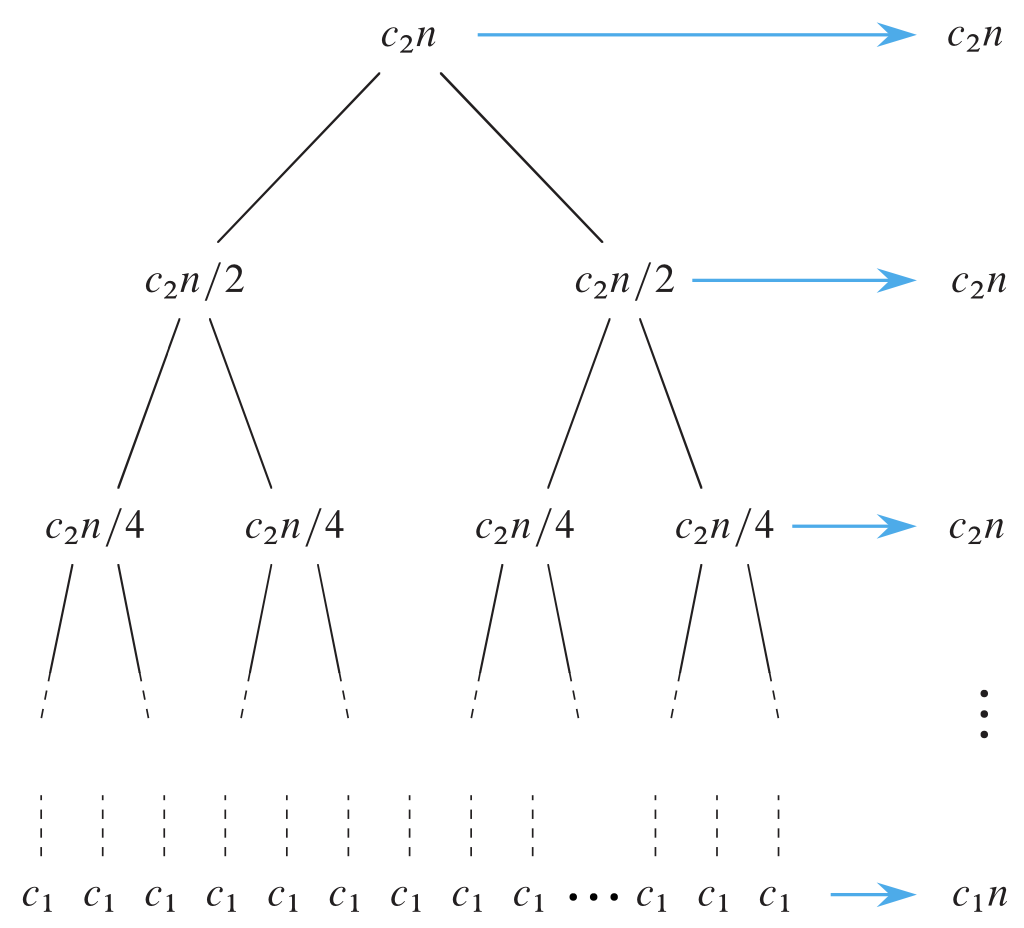 c₂n c₂n
c₂n/2 c₂n/2 c₂n
c₂n/4 c₂n/4 c₂n/4 c₂n/4 c₂n
⋮
c₁ c₁ c₁ c₁ c₁ c₁ c₁ c₁ c₁ ⋯ c₁ c₁ c₁ c₁n